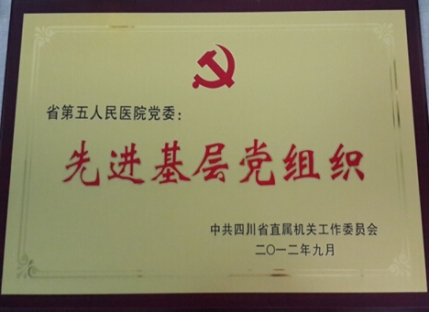 省第五人民医院党委：
先进基层党组织
中共四川省直属机关工作委员会
二〇一二年九月